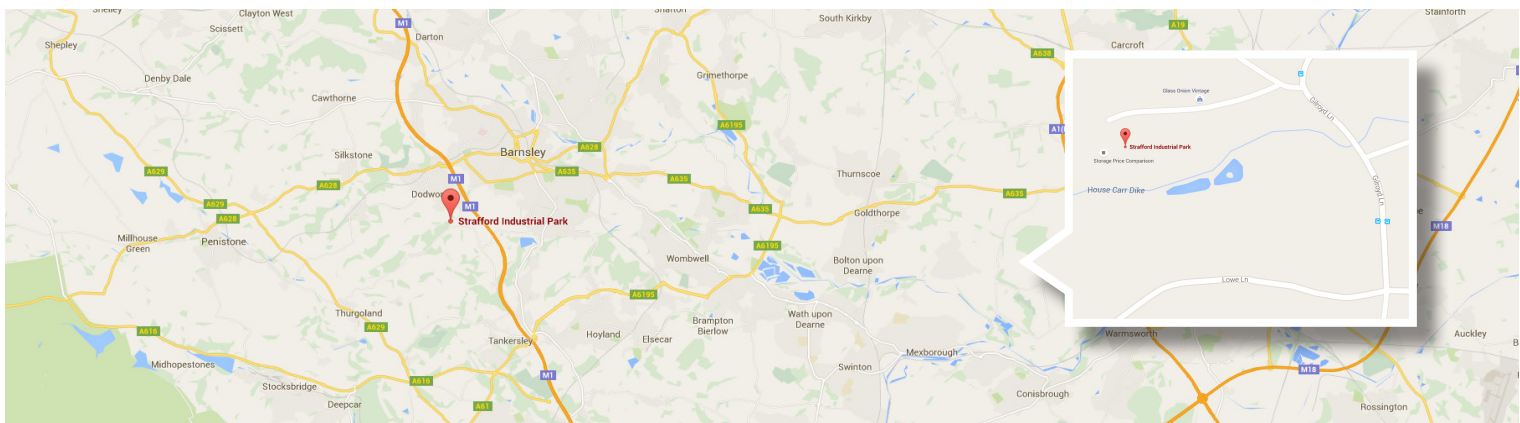 Clayton West
Scissett
Shepley
M1
Darton
South Kirkby
A19
Stainforth
Carcroft
A638
Denby Dale
Grimethorpe
Cawthorne
A6195
A1(
Glass Onion Vintage
Gilroyd Ln
Strafford Industrial Park
Storage Price Comparison
House Carr Dike
Gilroyd Ln
Lowe Ln
Silkstone
Barnsley
A628
A629
A635
M1
A628
A635
Thurnscoe
A635
Dodwor
M1
A629
A628
Strafford Industrial Park
A635
Goldthorpe
M18
Millhouse
Green
Penistone
A6195
Wombwell
Bolton upon
Dearne
A6195
Thurgoland
A629
A616
Hoyland
Elsecar
Brampton
Bierlow
Wath upon
Dearne
Tankersley
Warmsworth
Auckley
Mexborough
Midhopestones
Swinton
M1
M18
Stocksbridge
A616
Deepcar
A61
Conisbrough
Rossington